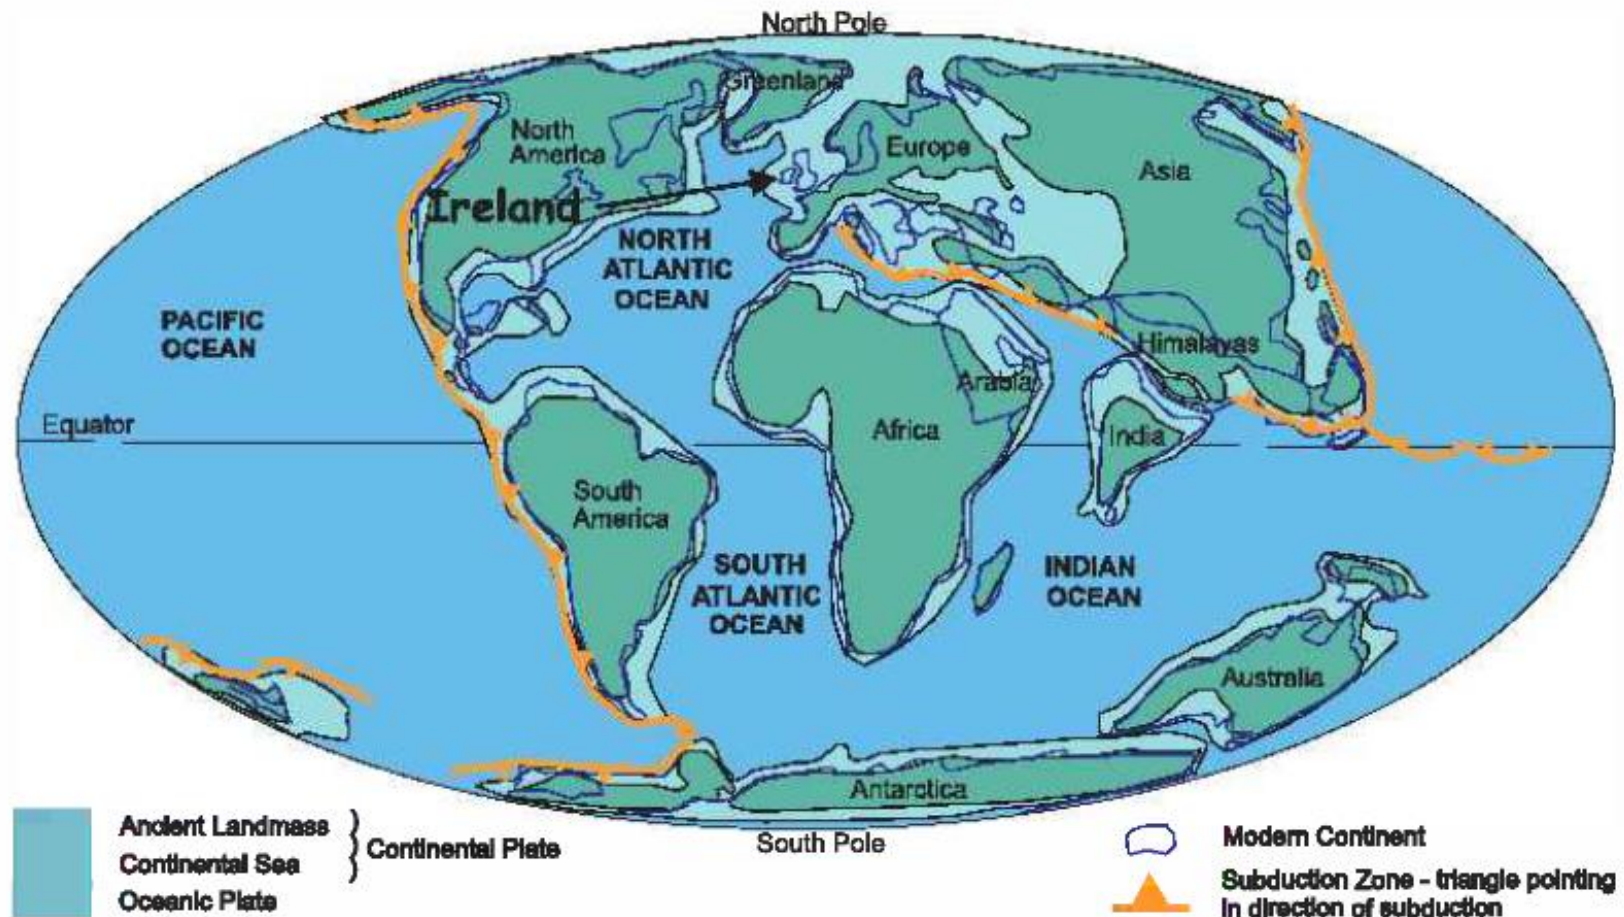 North Pole
Greenland
North
America
Europe
Asia
Ireland
NORTH
ATLANTIC
OCEAN
PACIFIC
OCEAN
Himalayas
Arabia
Equator
Africa
India
South
America
SOUTH
ATLANTIC
OCEAN
INDIAN
OCEAN
Australia
Antarctica
South Pole
Ancient Landmass
Continental Sea
Continental Plate
Oceanic Plate
Modern Continent
Subduction Zone - triangle pointing
in direction of subduction